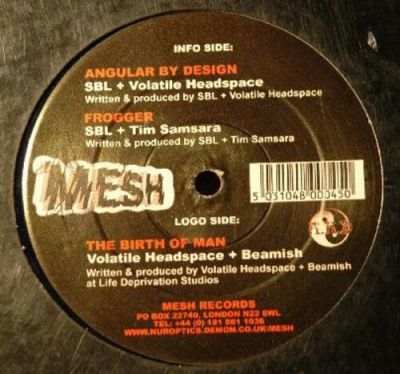 INFO SIDE:
ANGULAR BY DESIGN
SBL + Volatile Headspace
Written & produced by SBL + Volatile Headspace
FROGGER
SBL + Tim Samsara
Written & produced by SBL + Tim Samsara
MESH
5 031048 000450
LOGO SIDE:
THE BIRTH OF MAN
Volatile Headspace + Beamish
Written & produced by Volatile Headspace + Beamish
at Life Deprivation Studios
MESH RECORDS
PO BOX 22740, LONDON N22 8WL
TEL: +44 (0) 181 881 1036
WWW.NUROPTICS.DEMON.CO.UK\MESH